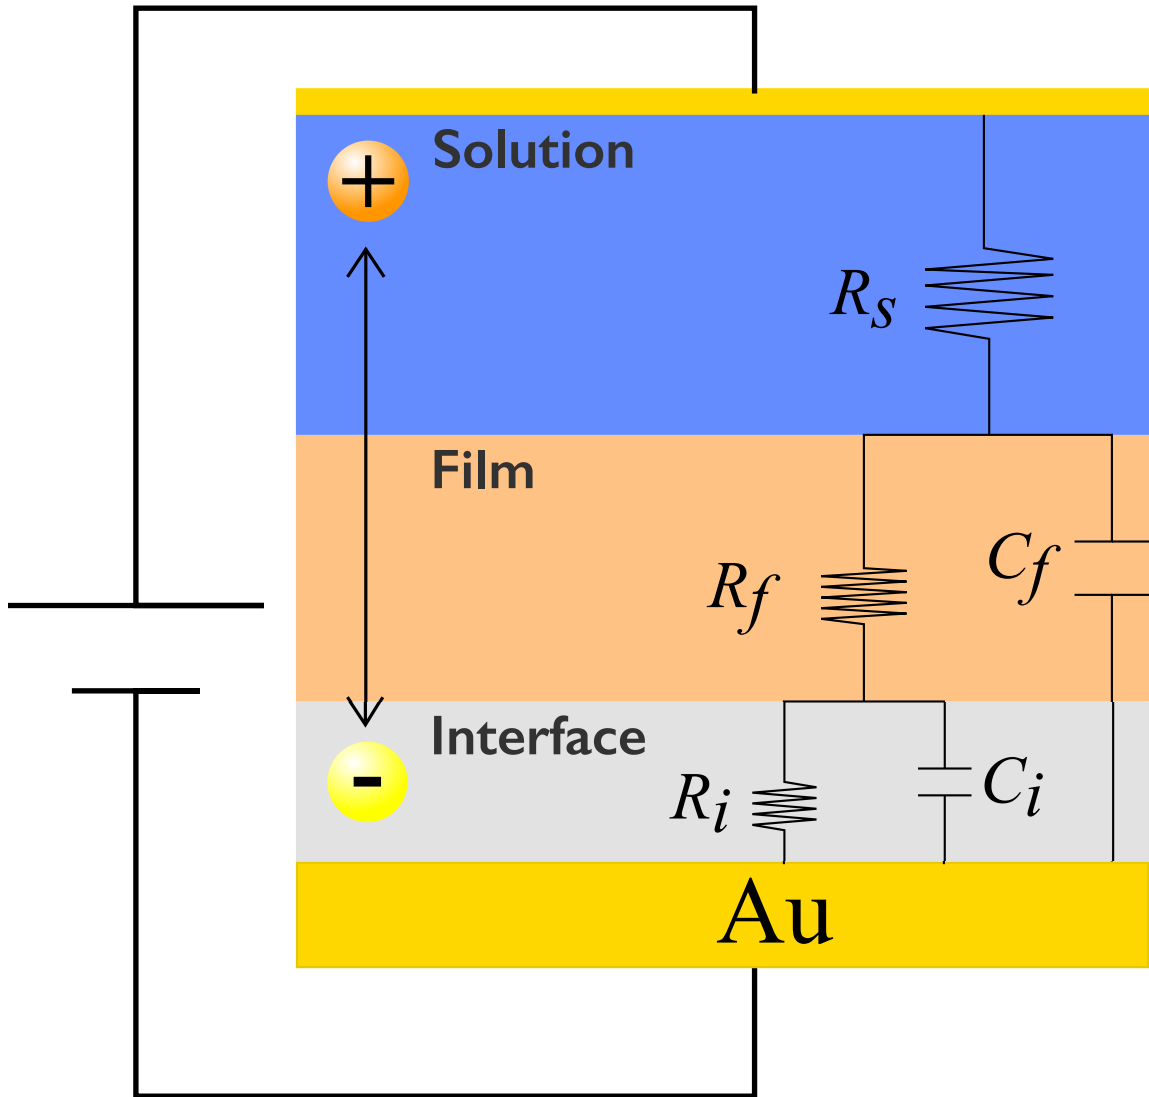 +
Solution
Rs
Film
Rf
Cf
Interface
-
Ri
Ci
Au